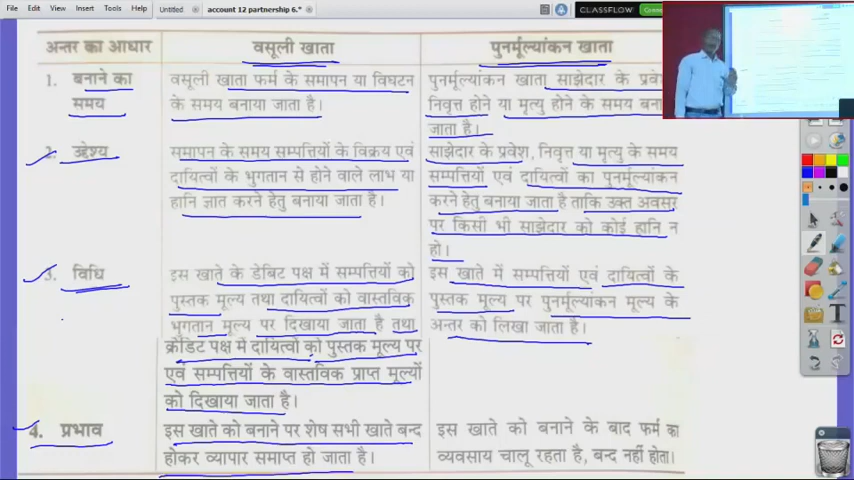 File Edit View Insert Format Help Untitled account 12 partnership 6.* CLASSFLOW
अन्तर का आधार वसूली खाता पुनर्मूल्यांकन खाता
1. बनाने का वसूली खाता फर्म के समापन या विघटन पुनर्मूल्यांकन खाता साझेदार के
समय के समय बनाया जाता है। निवृत्त होने या मृत्यु होने के समय
जाता है।
2. उद्देश्य समापन के समय सम्पत्तियों के विक्रय एवं साझेदार के प्रवेश, निवृत्त या मृत्यु के समय
दायित्वों के भुगतान से होने वाले लाभ या सम्पत्तियों एवं दायित्वों का पुनर्मूल्यांकन
हानि ज्ञात करने हेतु बनाया जाता है। करने हेतु बनाया जाता है ताकि उक्त अवसर
पर किसी भी साझेदार को कोई हानि न
हो।
3. विधि इस खाते के डेबिट पक्ष में सम्पत्तियों को इस खाते में सम्पत्तियों एवं दायित्वों के
पुस्तक मूल्य तथा दायित्वों को वास्तविक पुस्तक मूल्य पर पुनर्मूल्यांकन मूल्य के
भुगतान मूल्य पर दिखाया जाता है तथा अन्तर को लिखा जाता है।
क्रेडिट पक्ष में दायित्वों को पुस्तक मूल्य पर
एवं सम्पत्तियों के वास्तविक प्राप्त मूल्यों
को दिखाया जाता है।
4. प्रभाव इस खाते को बनाने पर शेष सभी खाते बन्द इस खाते को बनाने के बाद फर्म का
होकर व्यापार समाप्त हो जाता है। व्यवसाय चालू रहता है, बन्द नहीं होता।